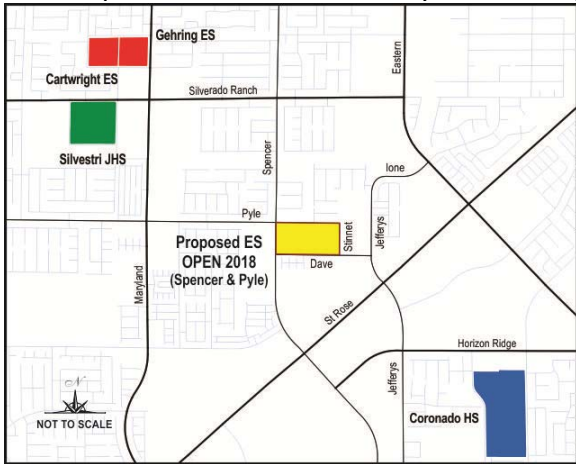 Gehring ES
Cartwright ES
Eastern
Silverado Ranch
Silvestri JHS
Spencer
Ione
Pyle
Proposed ES
OPEN 2018
(Spencer & Pyle)
Stinnet
Jefferys
Dave
Maryland
St Rose
Horizon Ridge
Jefferys
N
NOT TO SCALE
Coronado HS